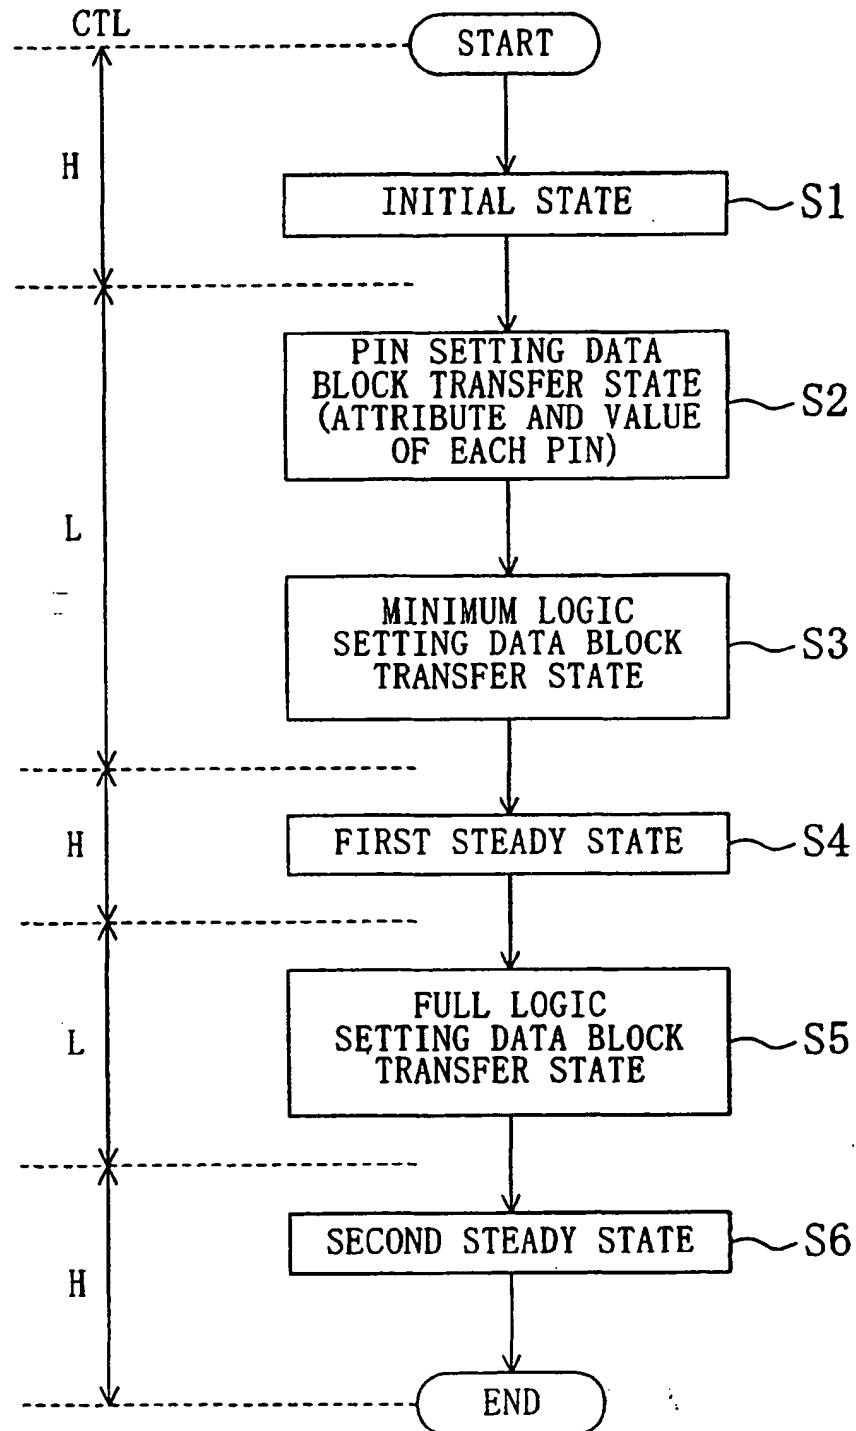 CTL
START
H
INITIAL STATE
S1
PIN SETTING DATA
BLOCK TRANSFER STATE
(ATTRIBUTE AND VALUE
OF EACH PIN)
S2
L
MINIMUM LOGIC
SETTING DATA BLOCK
TRANSFER STATE
S3
H
FIRST STEADY STATE
S4
L
FULL LOGIC
SETTING DATA BLOCK
TRANSFER STATE
S5
SECOND STEADY STATE
S6
H
END